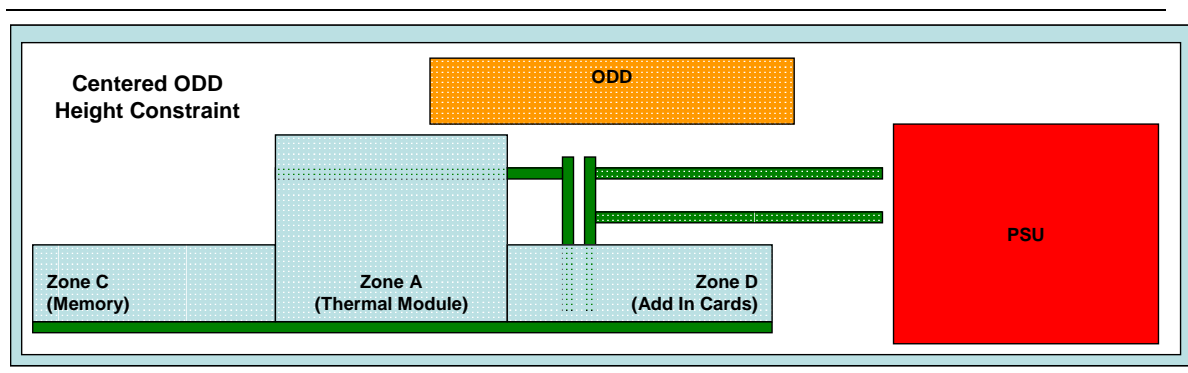 Centered ODD
Height Constraint
ODD
PSU
Zone C
(Memory)
Zone A
(Thermal Module)
Zone D
(Add In Cards)